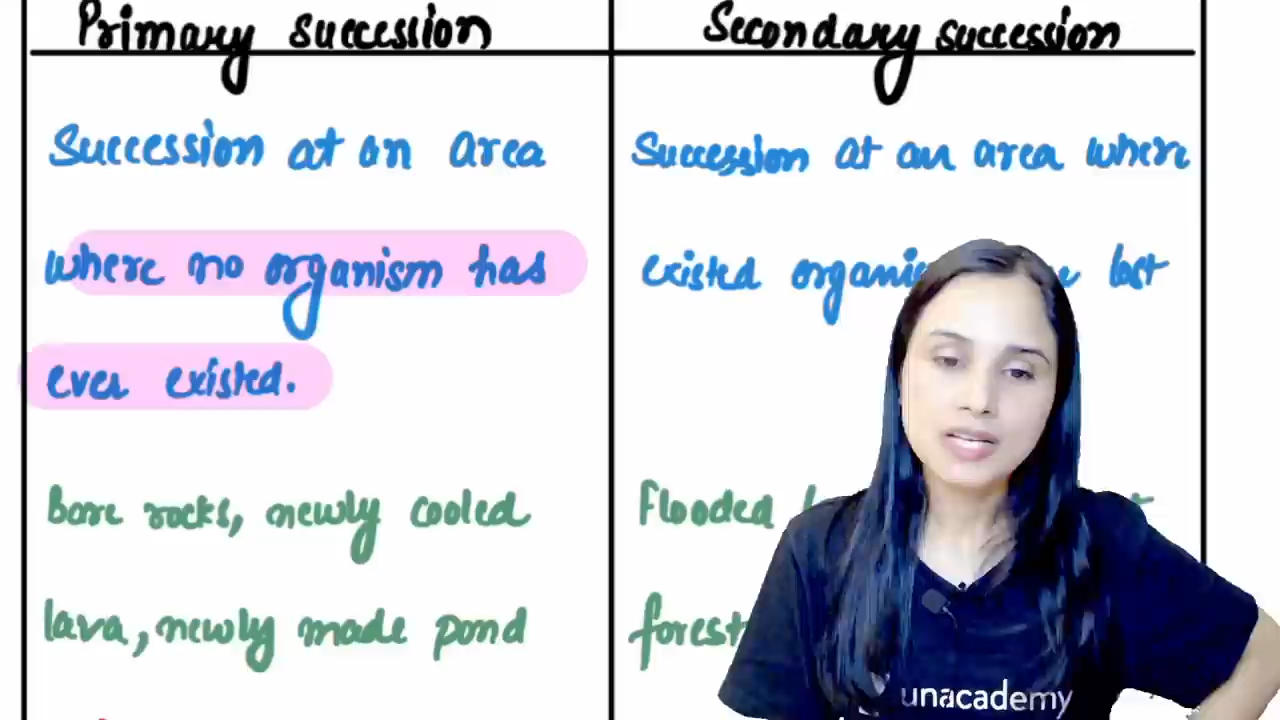 Primary succession
Secondary succession
Succession at an area
where no organism has
ever existed.
Bare rocks, newly cooled
lava, newly made pond
Succession at an area where
existed lost
Flooded
forest
unacademy